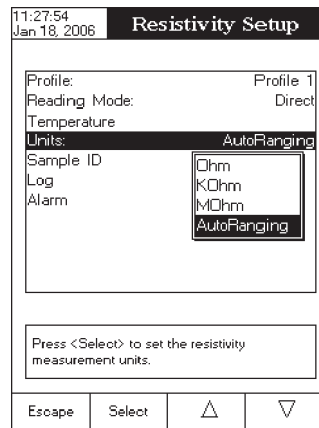 11:27:54
Jan 18, 2006
Resistivity Setup
Profile: Profile 1
Reading Mode: Direct
Temperature
Units: AutoRanging
Sample ID
Log
Alarm
Ohm
KOhm
MOhm
AutoRanging
Press <Select> to set the resistivity
measurement units.
Escape Select